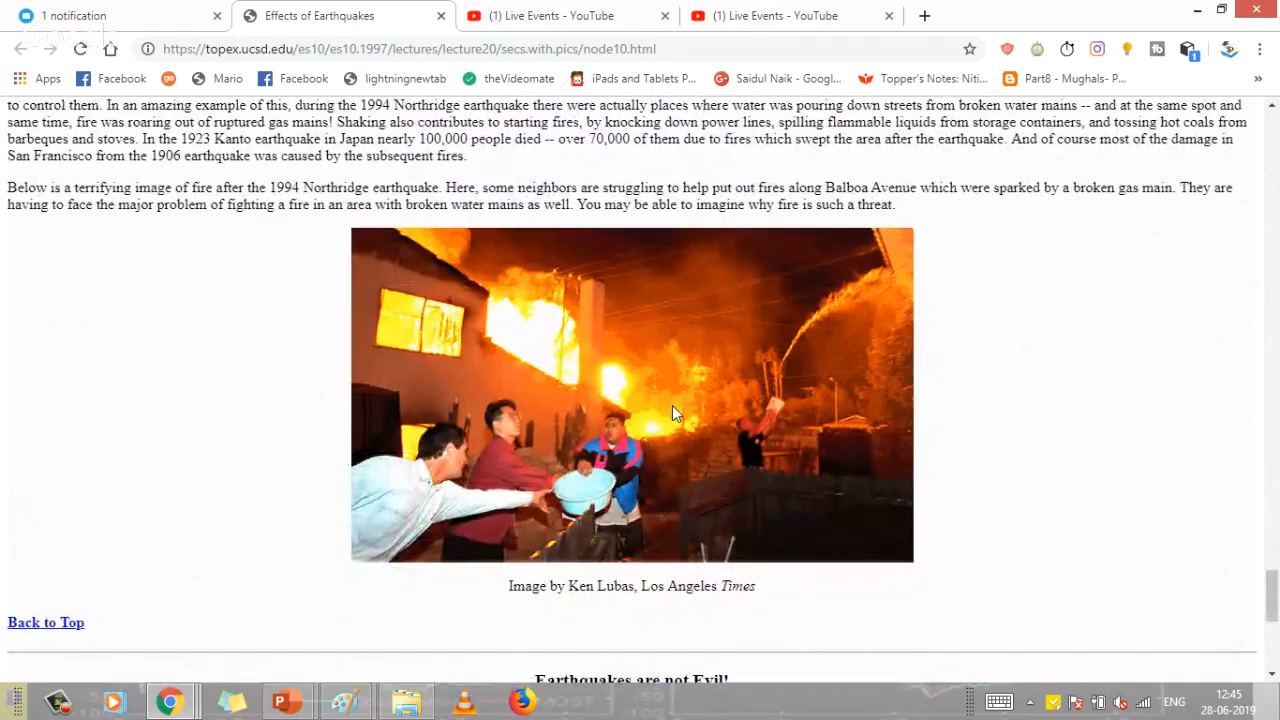 1 notification
Effects of Earthquakes
(1) Live Events - YouTube
(1) Live Events - YouTube
https://topex.ucsd.edu/es10/es10.1997/lectures/lecture20/secs.with.pics/node10.html
Apps
Facebook
Mario
Facebook
lightningnewtab
theVideomate
iPads and Tablets P...
Saidul Naik - Googl...
Topper's Notes: Niti...
Part8 - Mughals- P...
»
to control them. In an amazing example of this, during the 1994 Northridge earthquake there were actually places where water was pouring down streets from broken water mains -- and at the same spot and
same time, fire was roaring out of ruptured gas mains! Shaking also contributes to starting fires, by knocking down power lines, spilling flammable liquids from storage containers, and tossing hot coals from
barbeques and stoves. In the 1923 Kanto earthquake in Japan nearly 100,000 people died -- over 70,000 of them due to fires which swept the area after the earthquake. And of course most of the damage in
San Francisco from the 1906 earthquake was caused by the subsequent fires.
Below is a terrifying image of fire after the 1994 Northridge earthquake. Here, some neighbors are struggling to help put out fires along Balboa Avenue which were sparked by a broken gas main. They are
having to face the major problem of fighting a fire in an area with broken water mains as well. You may be able to imagine why fire is such a threat.
Image by Ken Lubas, Los Angeles Times
Back to Top
Earthquakes are not Evil!
ENG
12:45
28-06-2019